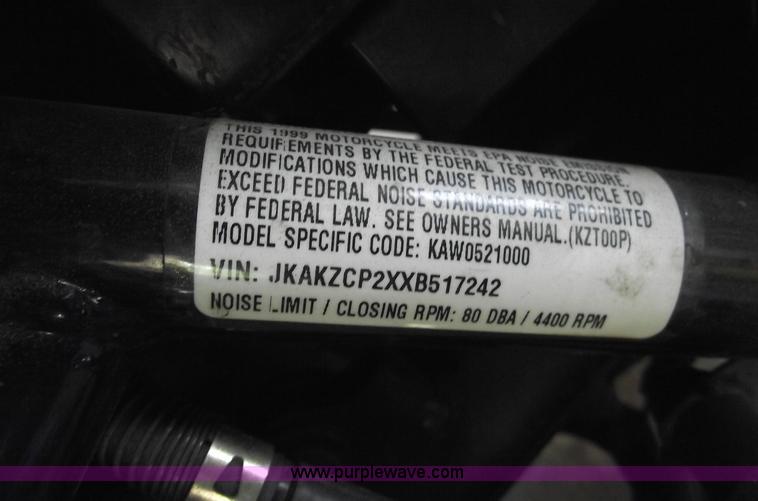 THIS 1999 MOTORCYCLE MEETS EPA NOISE EMISSION
REQUIREMENTS BY THE FEDERAL TEST PROCEDURE.
MODIFICATIONS WHICH CAUSE THIS MOTORCYCLE TO
EXCEED FEDERAL NOISE STANDARDS ARE PROHIBITED
BY FEDERAL LAW. SEE OWNERS MANUAL.(KZT00P)
MODEL SPECIFIC CODE: KAW0521000
VIN: JKAKZCP2XXB517242
NOISE LIMIT / CLOSING RPM: 80 DBA / 4400 RPM
www.purplewave.com